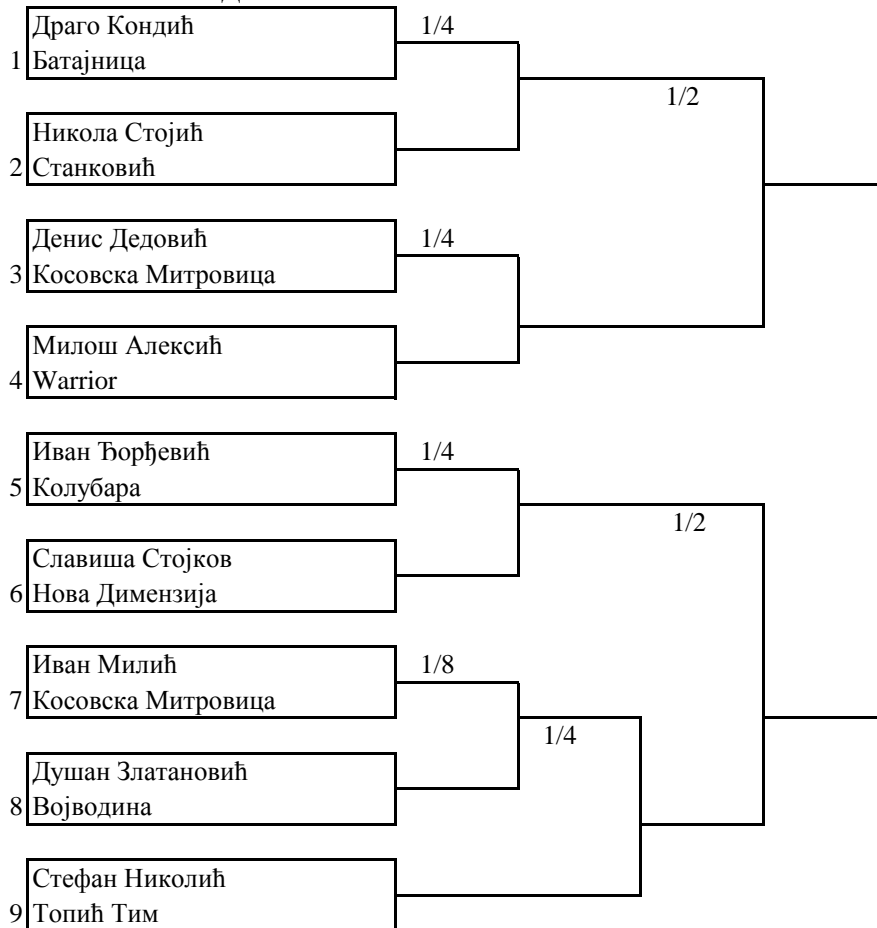 Драго Кондић 1/4
1 Батајница
1/2
Никола Стојић
2 Станковић
Денис Дедовић 1/4
3 Косовска Митровица
Милош Алексић
4 Warrior
Иван Ђорђевић 1/4
5 Колубара
1/2
Славиша Стојков
6 Нова Димензија
Иван Милић 1/8
7 Косовска Митровица
1/4
Душан Златановић
8 Војводина
Стефан Николић
9 Топић Тим